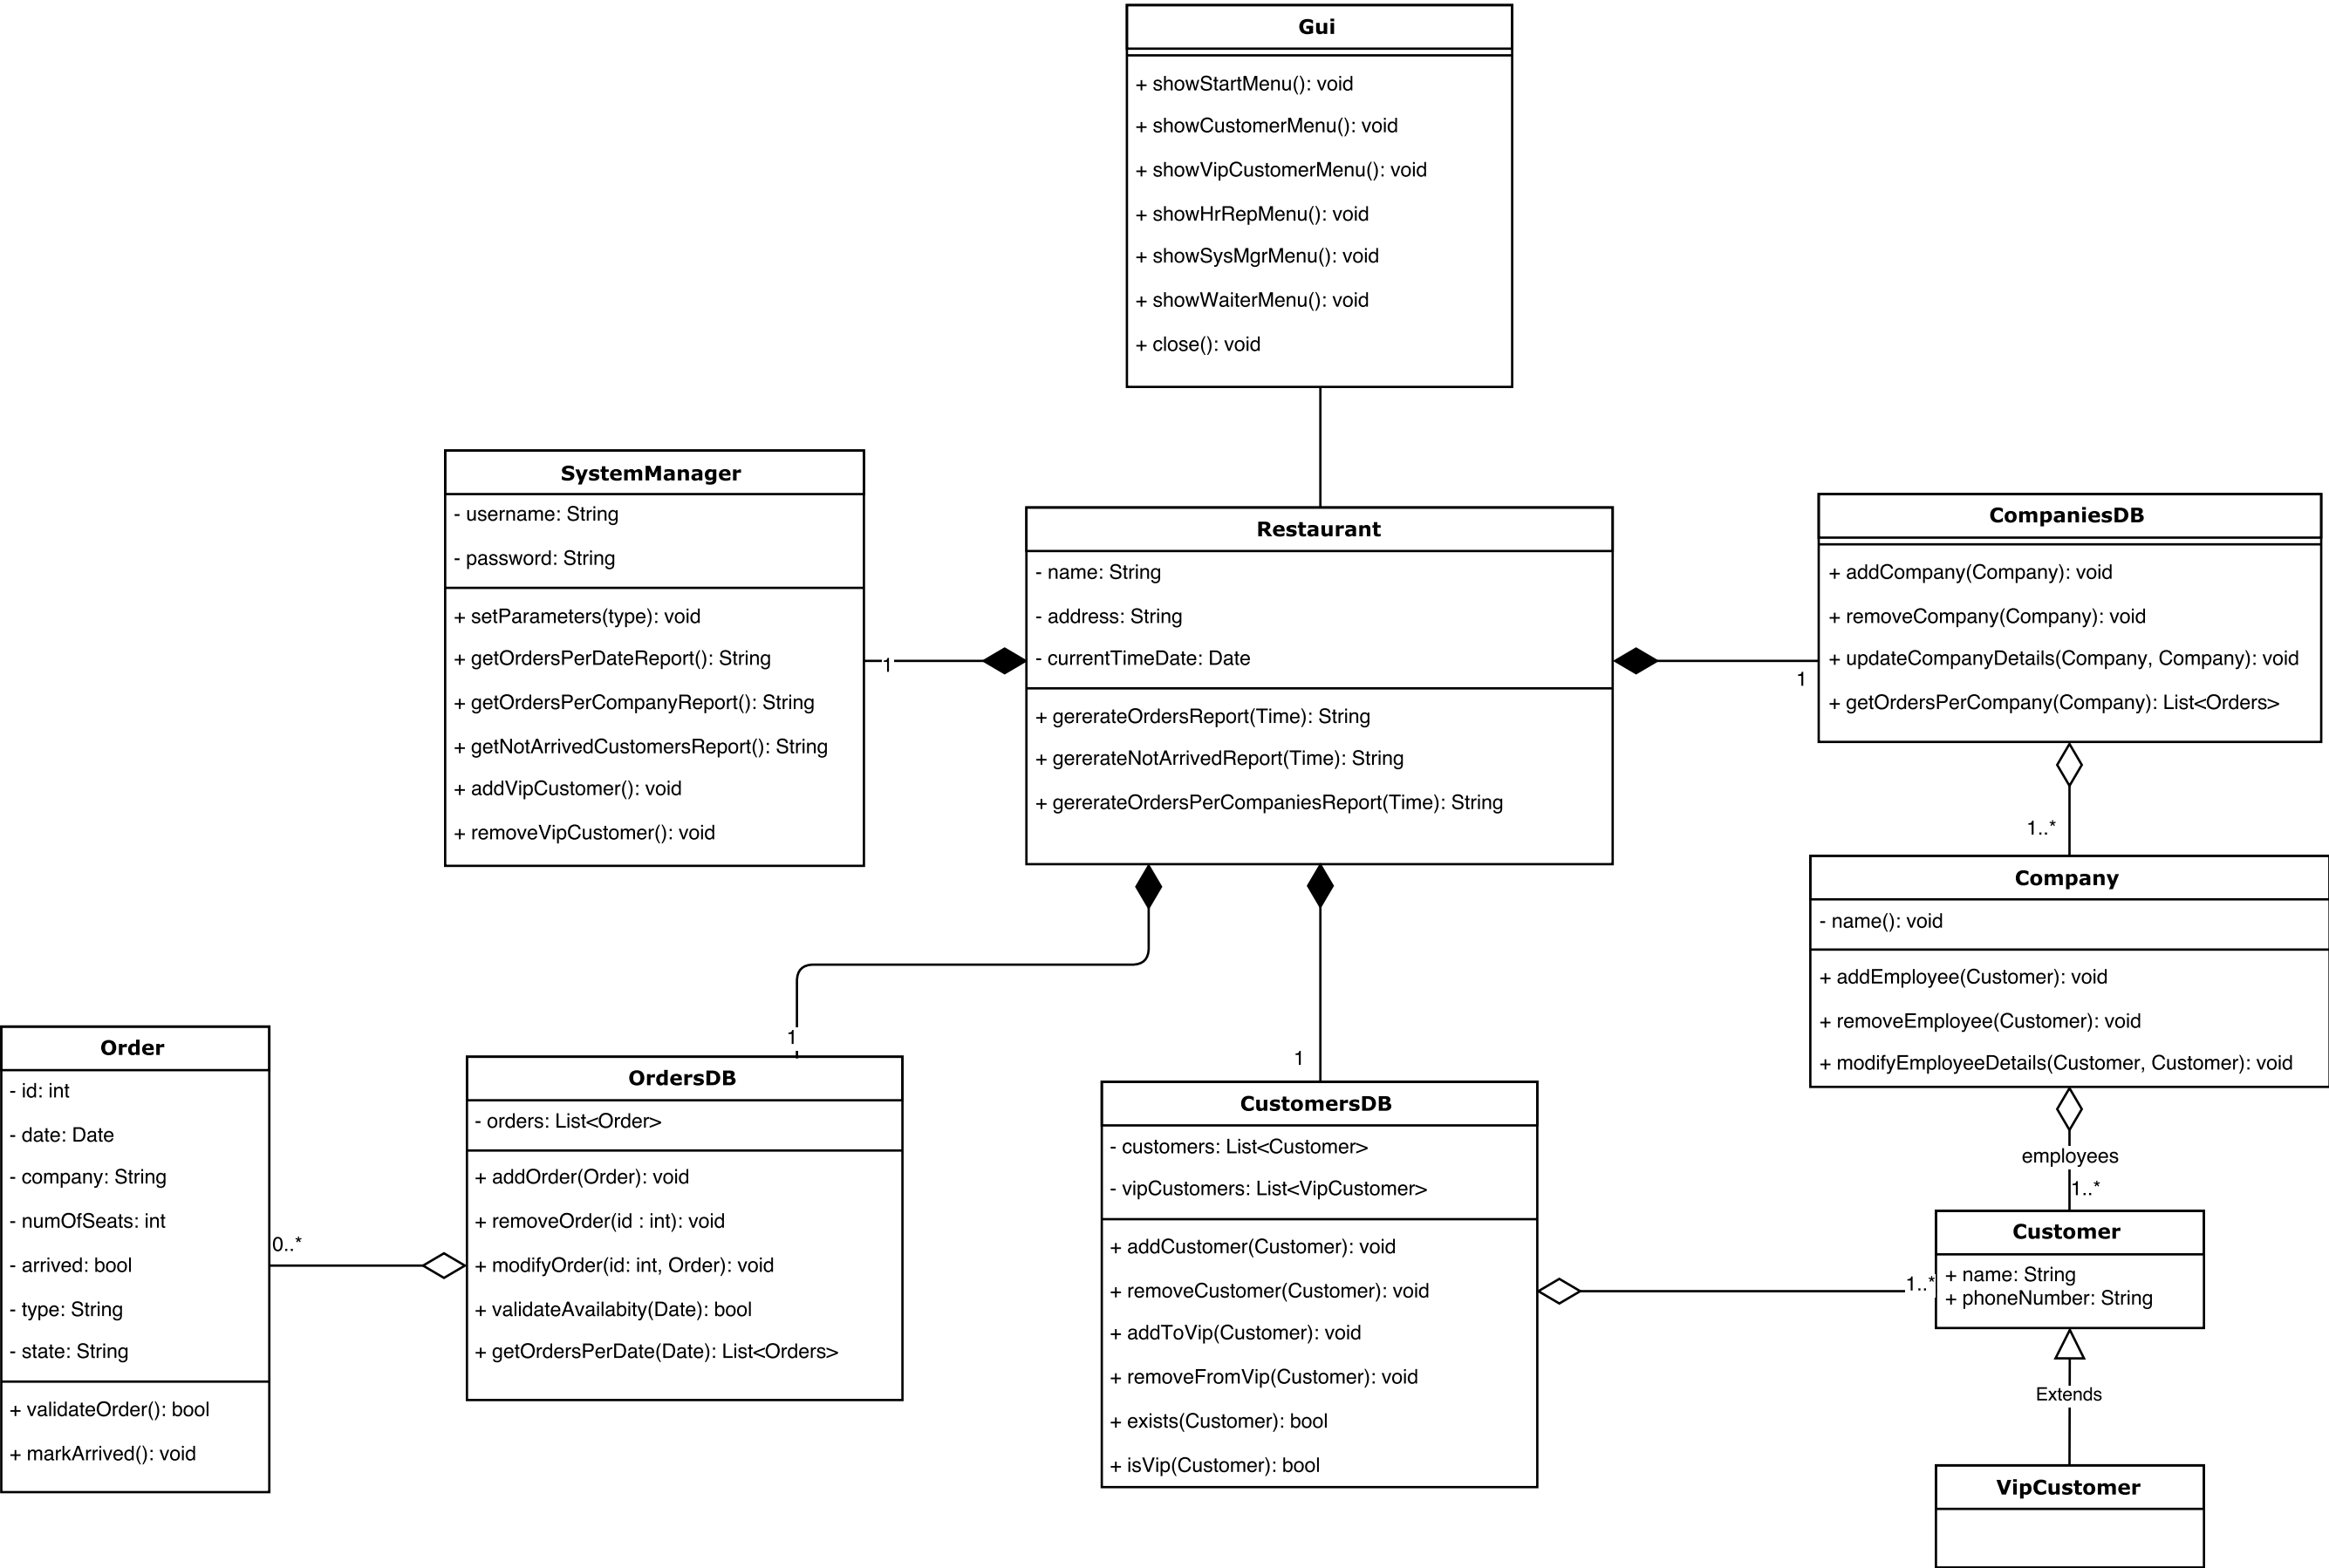 Gui
+ showStartMenu(): void
+ showCustomerMenu(): void
+ showVipCustomerMenu(): void
+ showHrRepMenu(): void
+ showSysMgrMenu(): void
+ showWaiterMenu(): void
+ close(): void
SystemManager
- username: String
- password: String
+ setParameters(type): void
+ getOrdersPerDateReport(): String
+ getOrdersPerCompanyReport(): String
+ getNotArrivedCustomersReport(): String
+ addVipCustomer(): void
+ removeVipCustomer(): void
1
Restaurant
- name: String
- address: String
- currentTimeDate: Date
+ gererateOrdersReport(Time): String
+ gererateNotArrivedReport(Time): String
+ gererateOrdersPerCompaniesReport(Time): String
1
CompaniesDB
+ addCompany(Company): void
+ removeCompany(Company): void
+ updateCompanyDetails(Company, Company): void
+ getOrdersPerCompany(Company): List<Orders>
1..*
Company
- name(): void
+ addEmployee(Customer): void
+ removeEmployee(Customer): void
+ modifyEmployeeDetails(Customer, Customer): void
employees
1..*
Order
- id: int
- date: Date
- company: String
- numOfSeats: int
- arrived: bool
- type: String
- state: String
+ validateOrder(): bool
+ markArrived(): void
0..*
1
OrdersDB
- orders: List<Order>
+ addOrder(Order): void
+ removeOrder(id : int): void
+ modifyOrder(id: int, Order): void
+ validateAvailabity(Date): bool
+ getOrdersPerDate(Date): List<Orders>
1
CustomersDB
- customers: List<Customer>
- vipCustomers: List<VipCustomer>
+ addCustomer(Customer): void
+ removeCustomer(Customer): void
+ addToVip(Customer): void
+ removeFromVip(Customer): void
+ exists(Customer): bool
+ isVip(Customer): bool
1..*
Customer
+ name: String
+ phoneNumber: String
Extends
VipCustomer